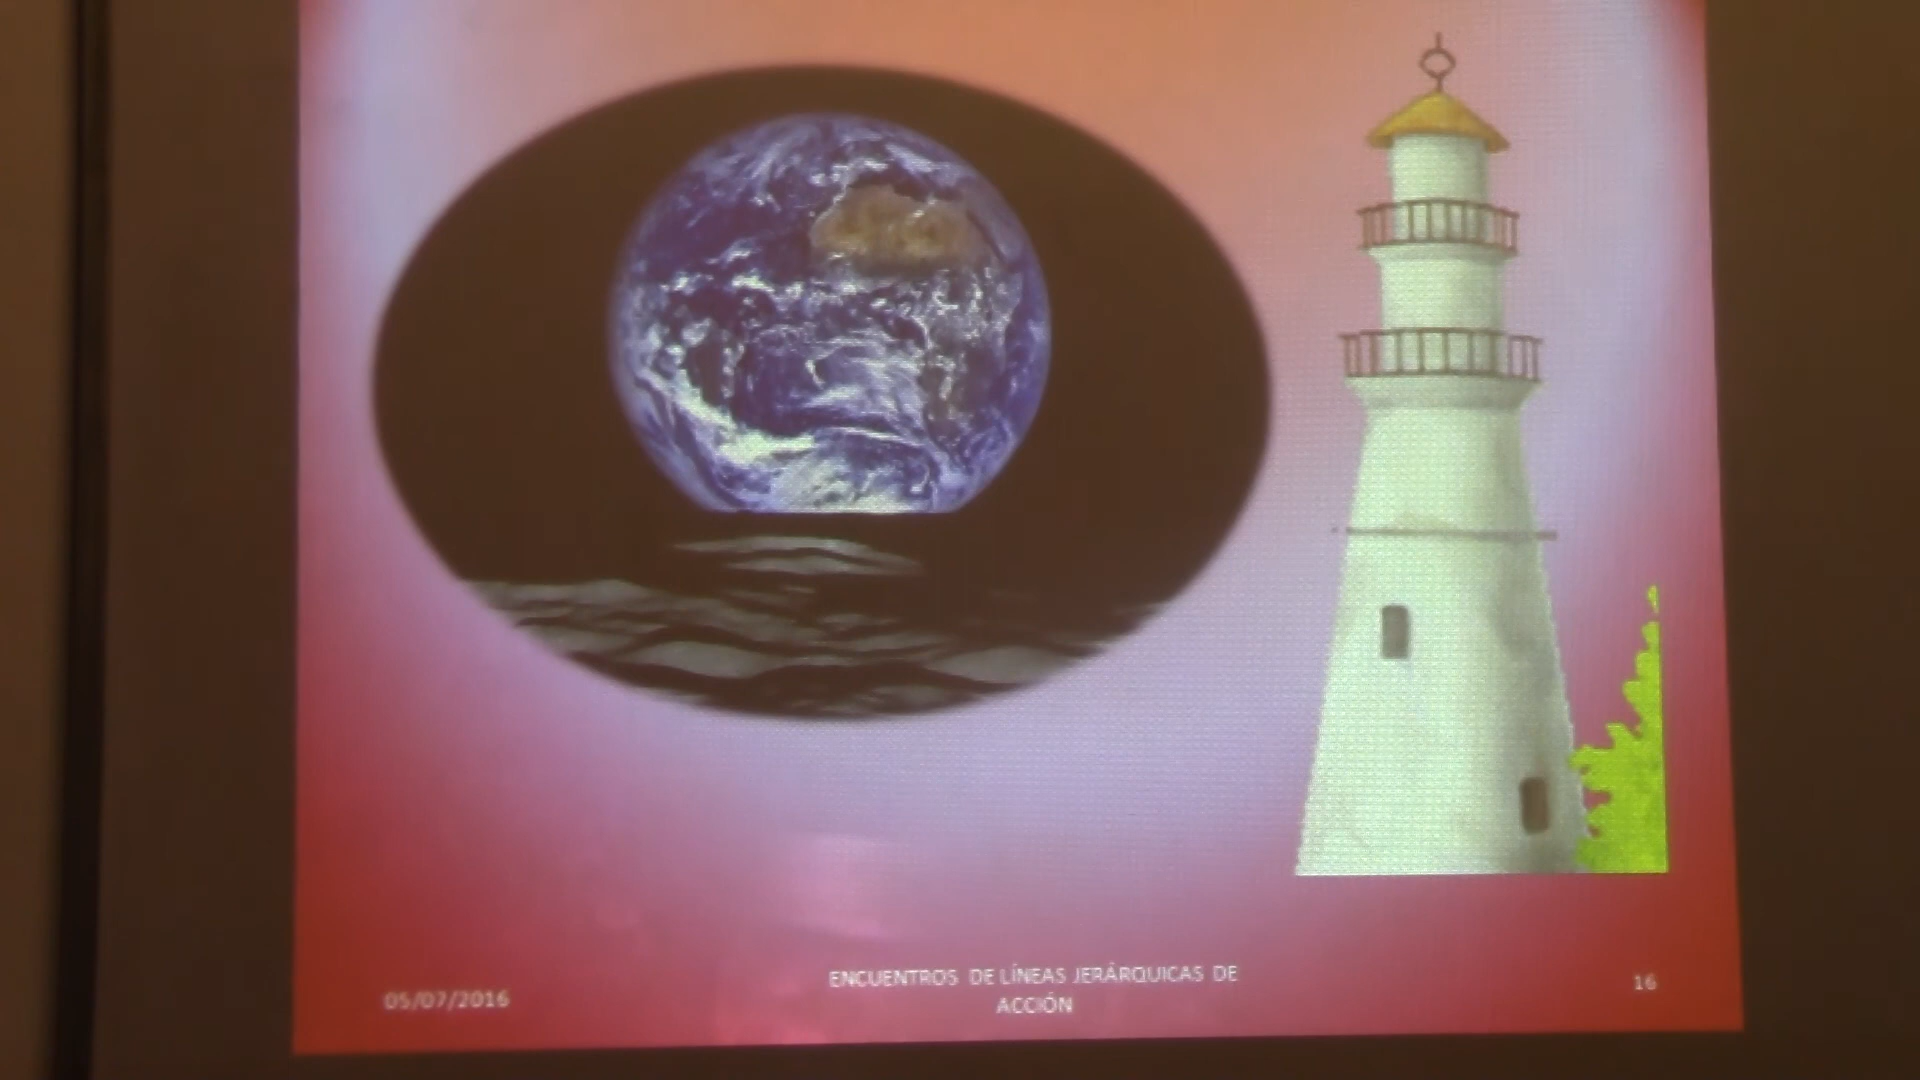 05/07/2016
ENCUENTROS DE LÍNEAS JERÁRQUICAS DE
ACCIÓN
16